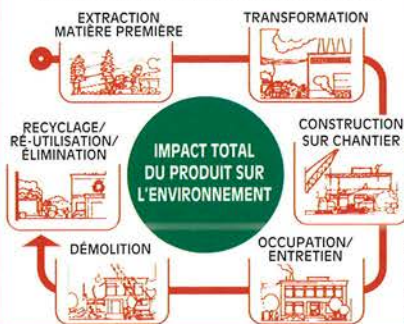 EXTRACTION
MATIÈRE PREMIÈRE
TRANSFORMATION
CONSTRUCTION
SUR CHANTIER
OCCUPATION/
ENTRETIEN
DÉMOLITION
RECYCLAGE/
RÉ-UTILISATION/
ÉLIMINATION
IMPACT TOTAL
DU PRODUIT SUR
L'ENVIRONNEMENT